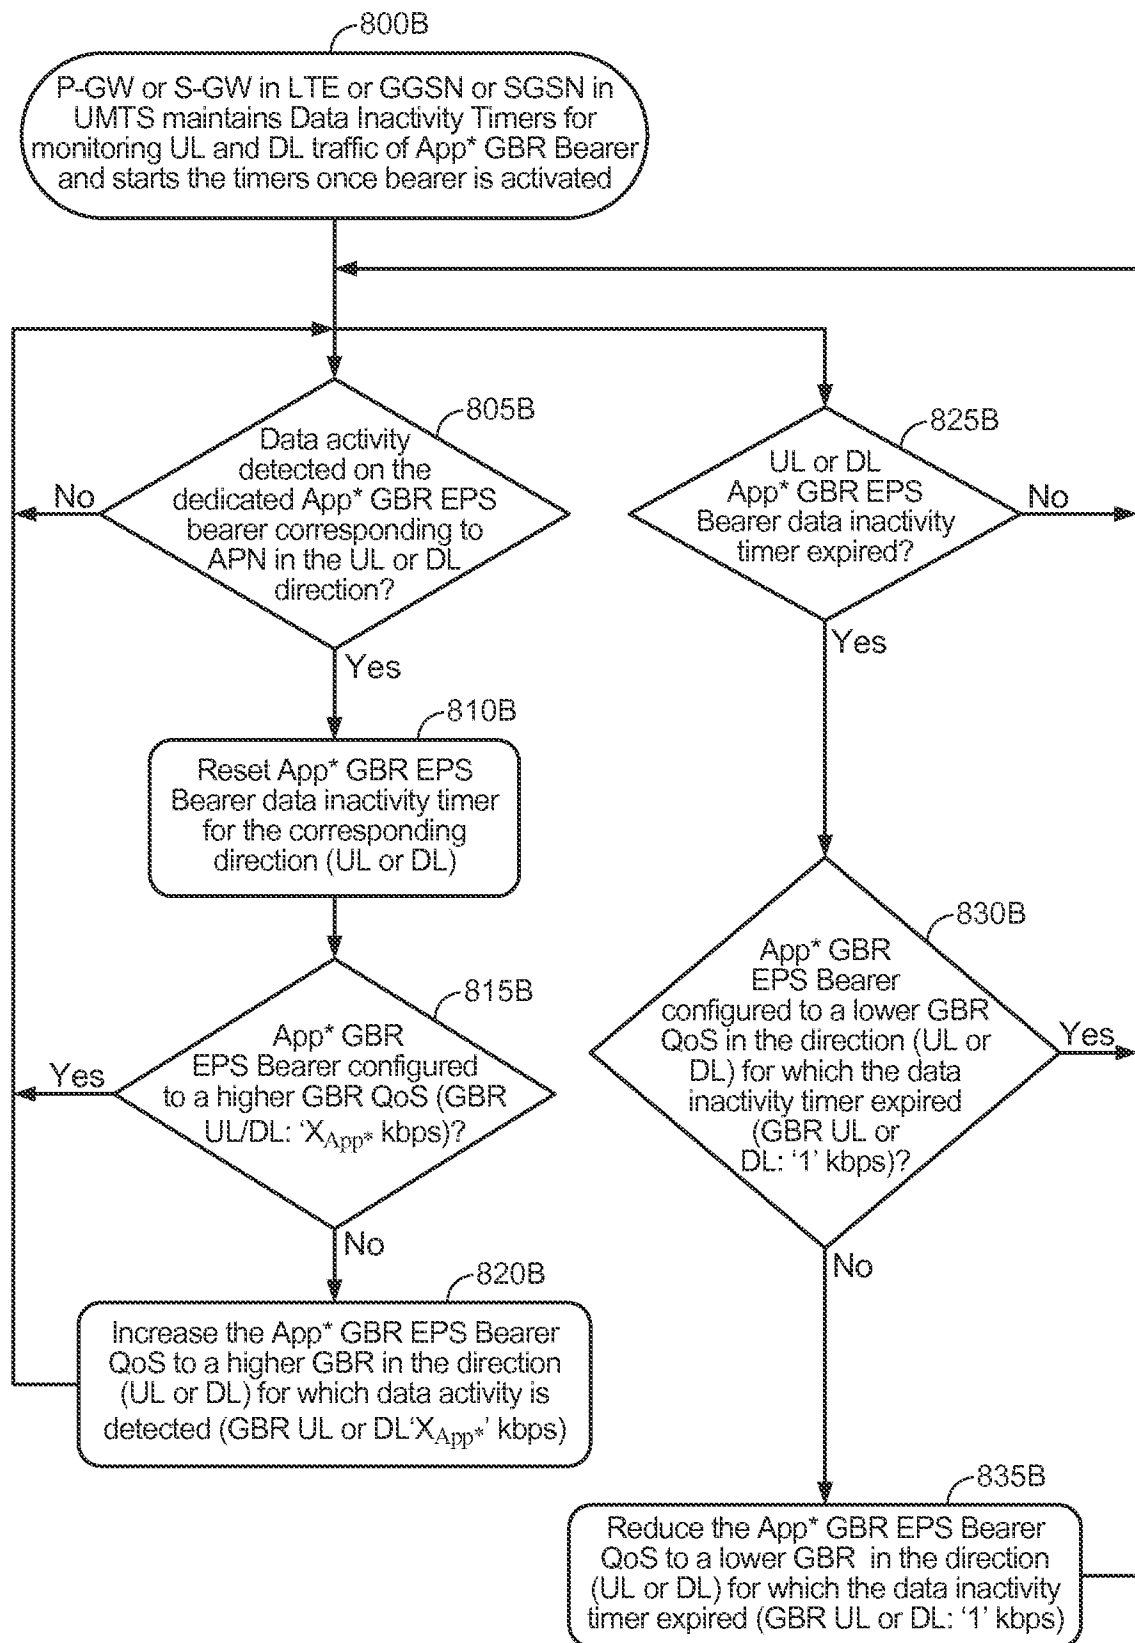 800B
P-GW or S-GW in LTE or GGSN or SGSN in
UMTS maintains Data Inactivity Timers for
monitoring UL and DL traffic of App* GBR Bearer
and starts the timers once bearer is activated
805B
Data activity
detected on the
dedicated App* GBR EPS
bearer corresponding to
APN in the UL or DL
direction?
No
Yes
810B
Reset App* GBR EPS
Bearer data inactivity timer
for the corresponding
direction (UL or DL)
815B
App* GBR
EPS Bearer configured
to a higher GBR QoS (GBR
UL/DL: ‘XApp* kbps)?
Yes
No
820B
Increase the App* GBR EPS Bearer
QoS to a higher GBR in the direction
(UL or DL) for which data activity is
detected (GBR UL or DL‘XApp*’ kbps)
825B
UL or DL
App* GBR EPS
Bearer data inactivity
timer expired?
No
Yes
830B
App* GBR
EPS Bearer
configured to a lower GBR
QoS in the direction (UL or
DL) for which the data
inactivity timer expired
(GBR UL or
DL: ‘1’ kbps)?
Yes
No
835B
Reduce the App* GBR EPS Bearer
QoS to a lower GBR in the direction
(UL or DL) for which the data inactivity
timer expired (GBR UL or DL: ‘1’ kbps)